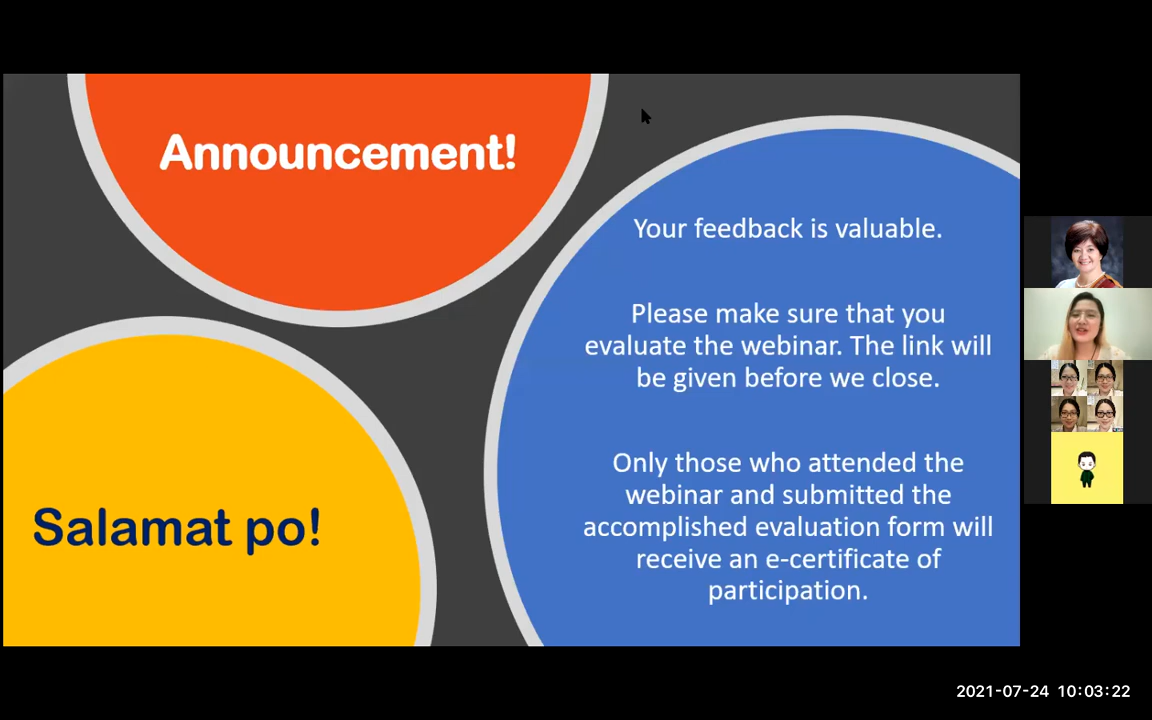 Announcement!
Your feedback is valuable.
Please make sure that you
evaluate the webinar. The link will
be given before we close.
Only those who attended the
webinar and submitted the
accomplished evaluation form will
receive an e-certificate of
participation.
Salamat po!
2021-07-24 10:03:22